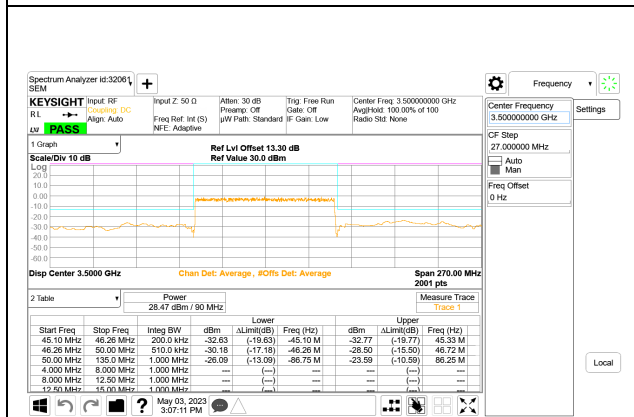 Spectrum Analyzer id:32061
SEM
Frequency
KEYSIGHT
RL
LXI PASS
Input: RF
Coupling: DC
Align: Auto
Input Z: 50 Ω
Freq Ref: Int (S)
NFE: Adaptive
Atten: 30 dB
Preamp: Off
µW Path: Standard
Trig: Free Run
Gate: Off
IF Gain: Low
Center Freq: 3.500000000 GHz
Avg|Hold: 100.00% of 100
Radio Std: None
Center Frequency
3.500000000 GHz
Settings
CF Step
27.000000 MHz
Auto
Man
Freq Offset
0 Hz
1 Graph
Scale/Div 10 dB
Ref Lvl Offset 13.30 dB
Ref Value 30.0 dBm
Log
20.0
10.0
0.00
-10.0
-20.0
-30.0
-40.0
-50.0
-60.0
Disp Center 3.5000 GHz
Chan Det: Average, #Offs Det: Average
Span 270.00 MHz
2001 pts
2 Table
Power
28.47 dBm / 90 MHz
Measure Trace
Trace 1
Lower Upper
Start Freq Stop Freq Integ BW dBm ΔLimit(dB) Freq (Hz) dBm ΔLimit(dB) Freq (Hz)
45.10 MHz 46.26 MHz 200.0 kHz -32.63 (-19.63) -45.10 M -32.77 (-19.77) 45.33 M
46.26 MHz 50.00 MHz 510.0 kHz -30.18 (-17.18) -46.26 M -28.50 (-15.50) 46.72 M
50.00 MHz 135.0 MHz 1.000 MHz -26.09 (-13.09) -86.75 M -23.59 (-10.59) 86.25 M
4.000 MHz 8.000 MHz 1.000 MHz --- (---) --- (---)
8.000 MHz 12.50 MHz 1.000 MHz --- (---) --- (---)
12.50 MHz 15.00 MHz 1.000 MHz --- (---) --- (---)
Local
May 03, 2023
3:07:11 PM